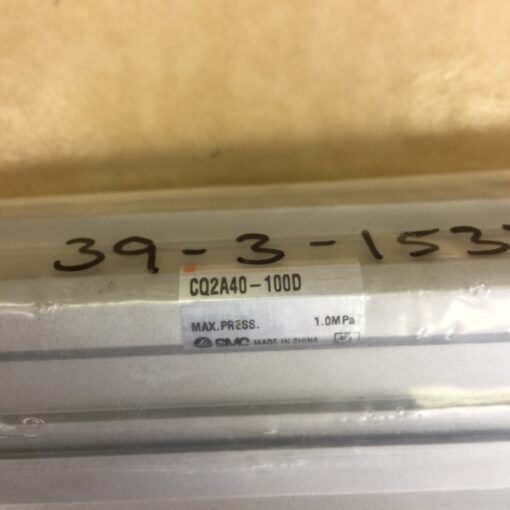 39-3-153
CQ2A40-100D
MAX.PRESS. 1.0MPa
SMC MADE IN CHINA